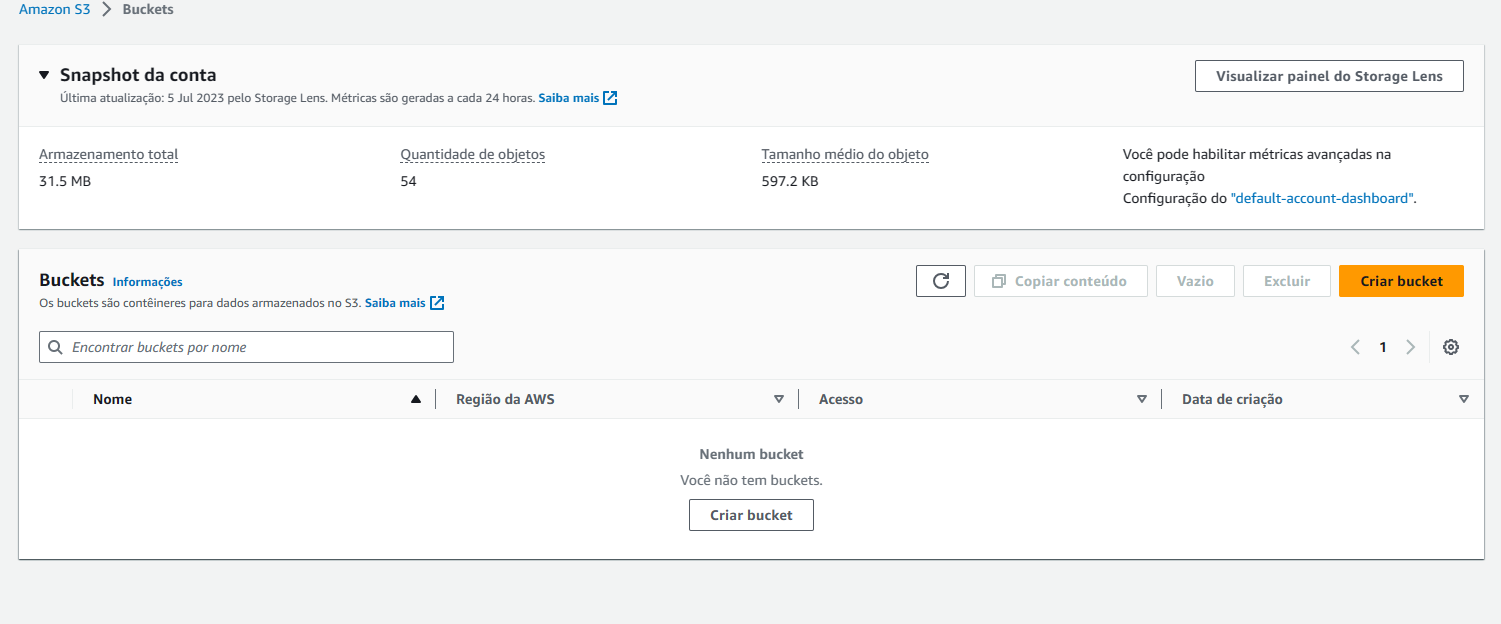 Amazon S3 > Buckets
Snapshot da conta
Visualizar painel do Storage Lens
Última atualização: 5 Jul 2023 pelo Storage Lens. Métricas são geradas a cada 24 horas. Saiba mais
Armazenamento total
31.5 MB
Quantidade de objetos
54
Tamanho médio do objeto
597.2 KB
Você pode habilitar métricas avançadas na
configuração
Configuração do "default-account-dashboard".
Buckets Informações
Os buckets são contêineres para dados armazenados no S3. Saiba mais
Copiar conteúdo
Vazio
Excluir
Criar bucket
Encontrar buckets por nome
1
Nome
Região da AWS
Acesso
Data de criação
Nenhum bucket
Você não tem buckets.
Criar bucket